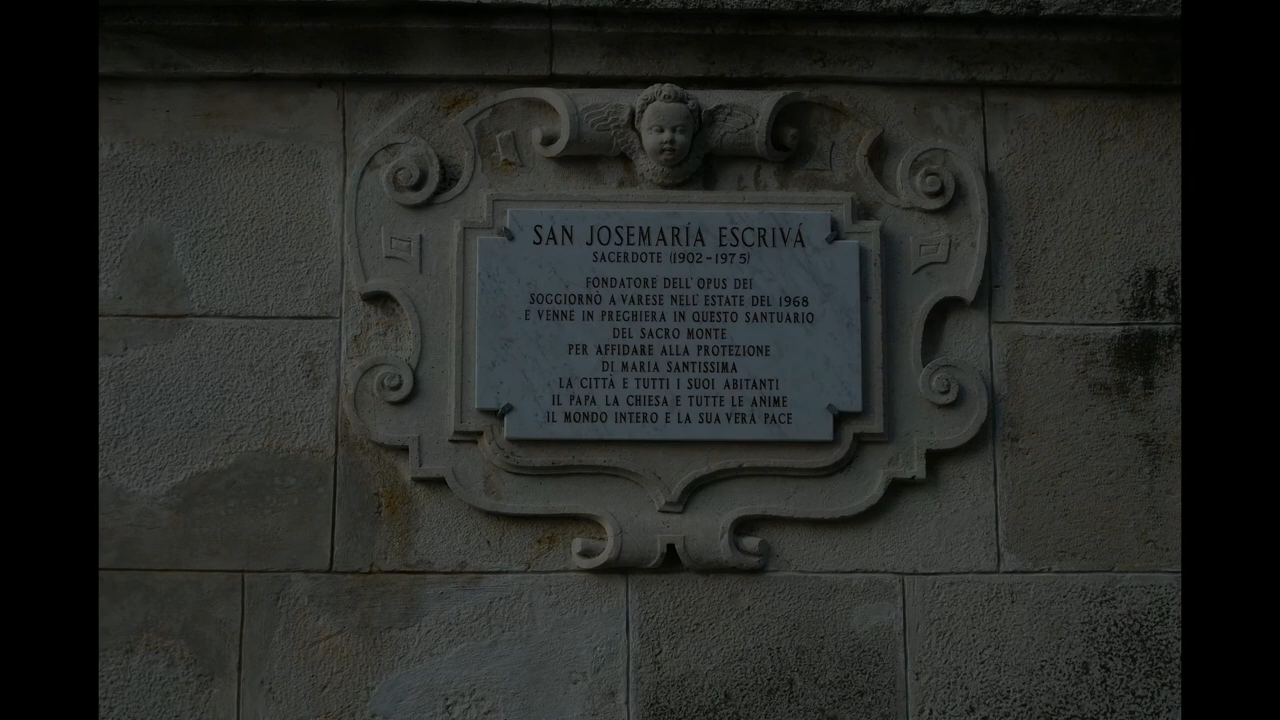 SAN JOSEMARÍA ESCRIVÁ
SACERDOTE (1902-1975)
FONDATORE DELL'OPUS DEI
SOGGIORNÒ A VARESE NELL'ESTATE DEL 1968
E VENNE IN PREGHIERA IN QUESTO SANTUARIO
DEL SACRO MONTE
PER AFFIDARE ALLA PROTEZIONE
DI MARIA SANTISSIMA
LA CITTÀ E TUTTI I SUOI ABITANTI
IL PAPA LA CHIESA E TUTTE LE ANIME
IL MONDO INTERO E LA SUA VERA PACE